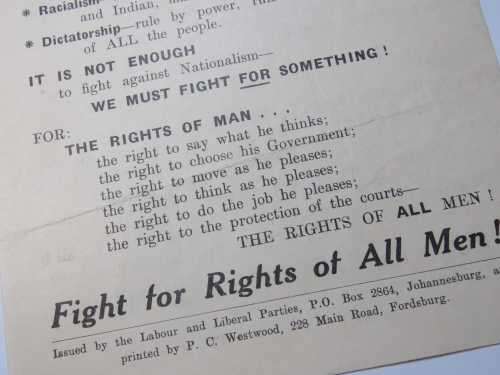 * Racialism
and Indian,
* Dictatorship—rule by power,
of ALL the people.
IT IS NOT ENOUGH
to fight against Nationalism—
WE MUST FIGHT FOR SOMETHING !
FOR:
THE RIGHTS OF MAN . . .
the right to say what he thinks;
the right to choose his Government;
the right to move as he pleases;
the right to think as he pleases;
the right to do the job he pleases;
the right to the protection of the courts—
THE RIGHTS OF ALL MEN !
Fight for Rights of All Men !
Issued by the Labour and Liberal Parties, P.O. Box 2864, Johannesburg,
printed by P. C. Westwood, 228 Main Road, Fordsburg.